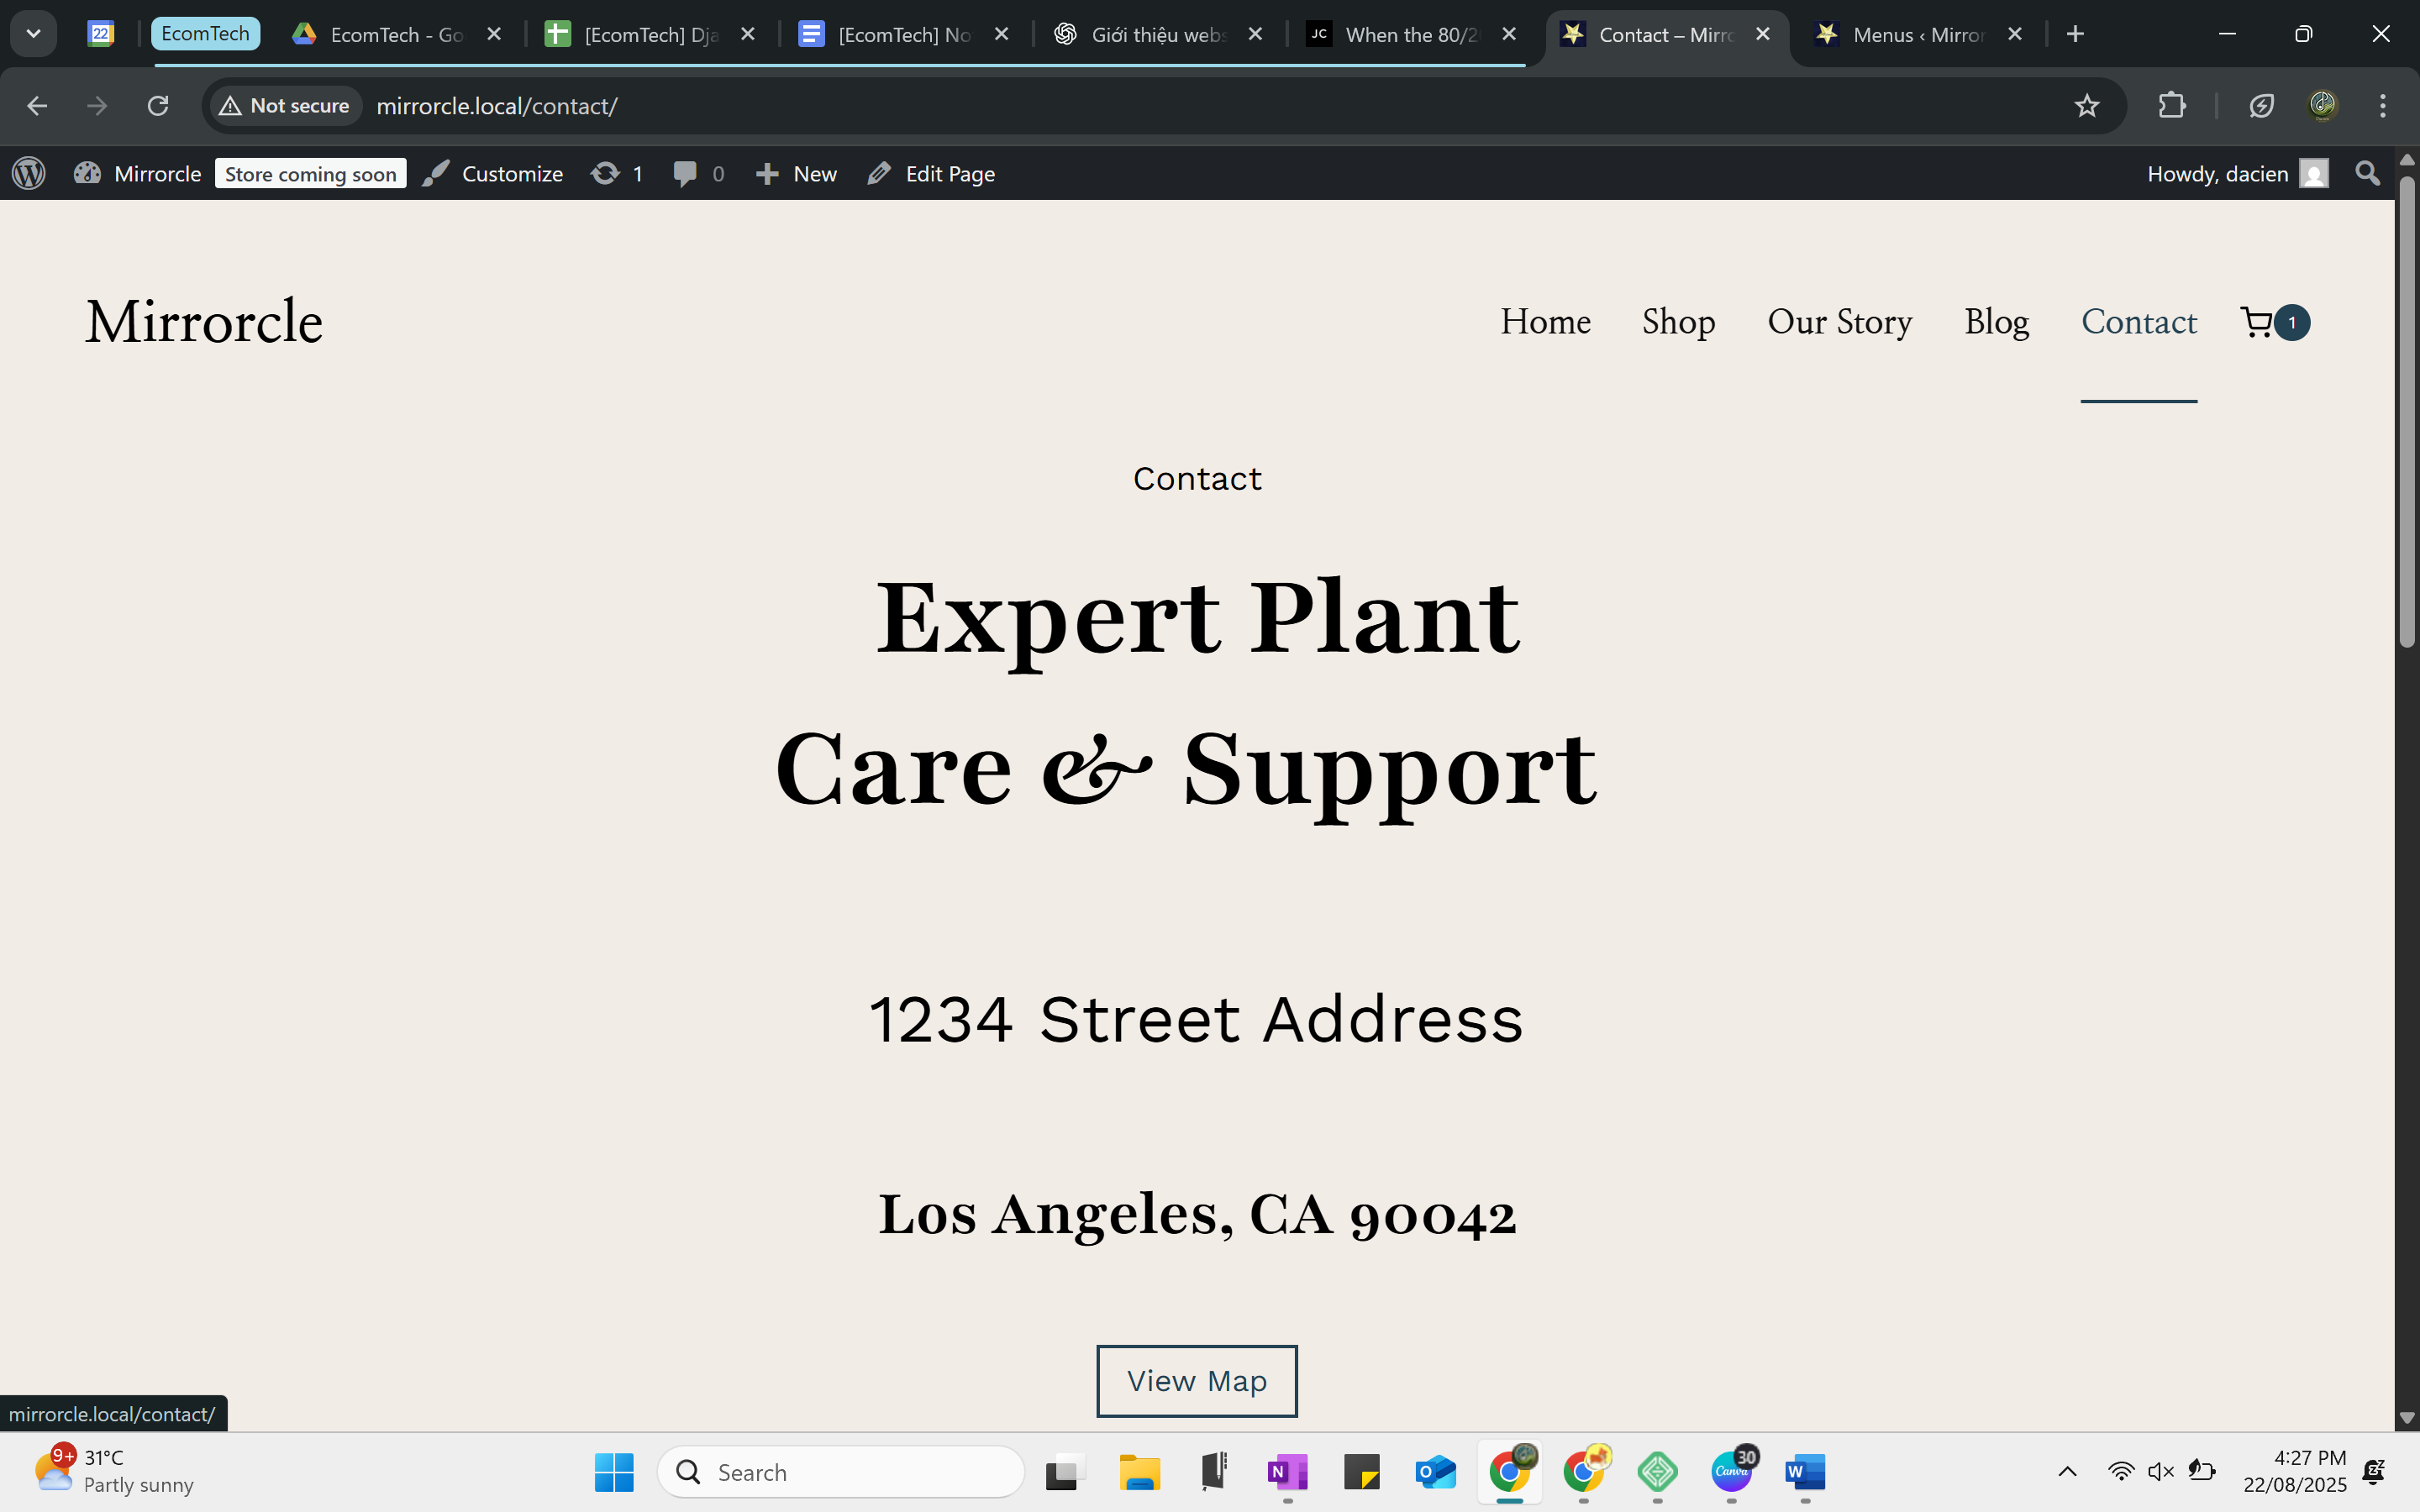 22
EcomTech
EcomTech - Go
[EcomTech] Dja
[EcomTech] No
Giới thiệu webs
JC
When the 80/2
Contact – Mirro
Menus ‹ Mirror
Not secure
mirrorcle.local/contact/
Mirrorcle
Store coming soon
Customize
1
0
New
Edit Page
Howdy, dacien
Mirrorcle
Home
Shop
Our Story
Blog
Contact
1
Contact
Expert Plant
Care & Support
1234 Street Address
Los Angeles, CA 90042
View Map
mirrorcle.local/contact/
9+
31°C
Partly sunny
Search
N
O
Canva
30
W
4:27 PM
22/08/2025